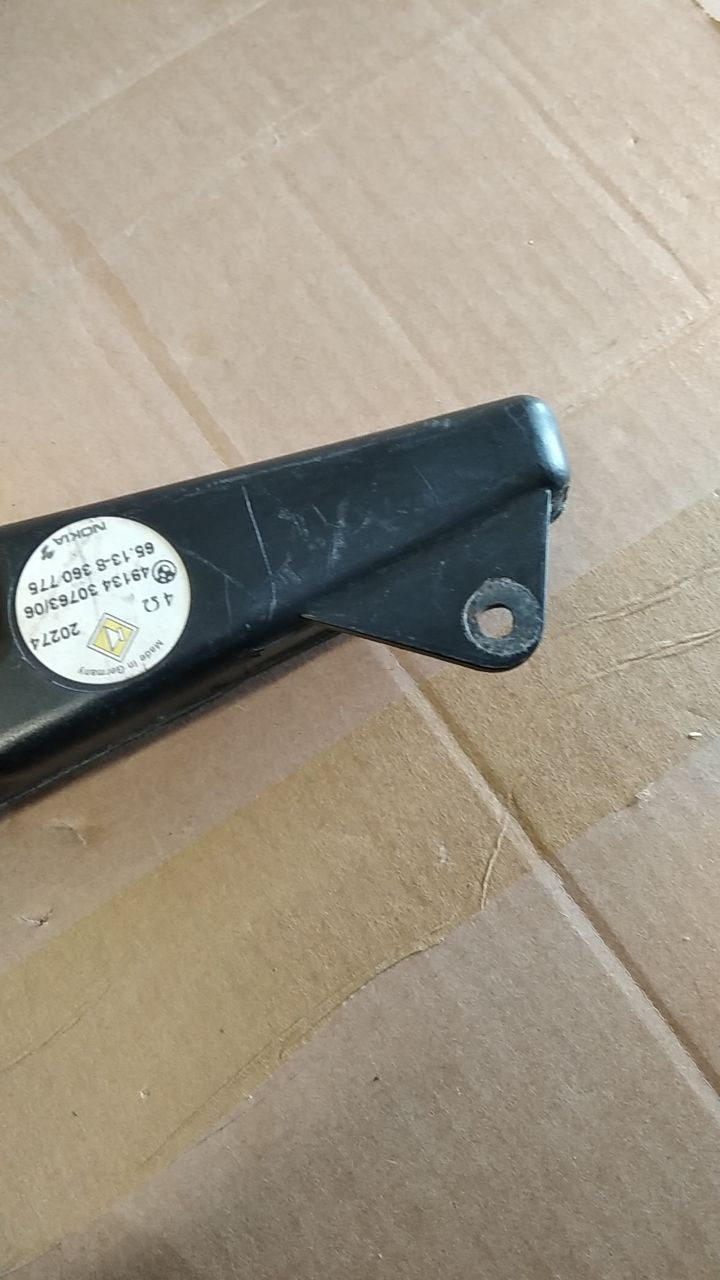 NOKIA
65.13-8 360 775
49134 30763/06
4 Ω
20274
Made in Germany